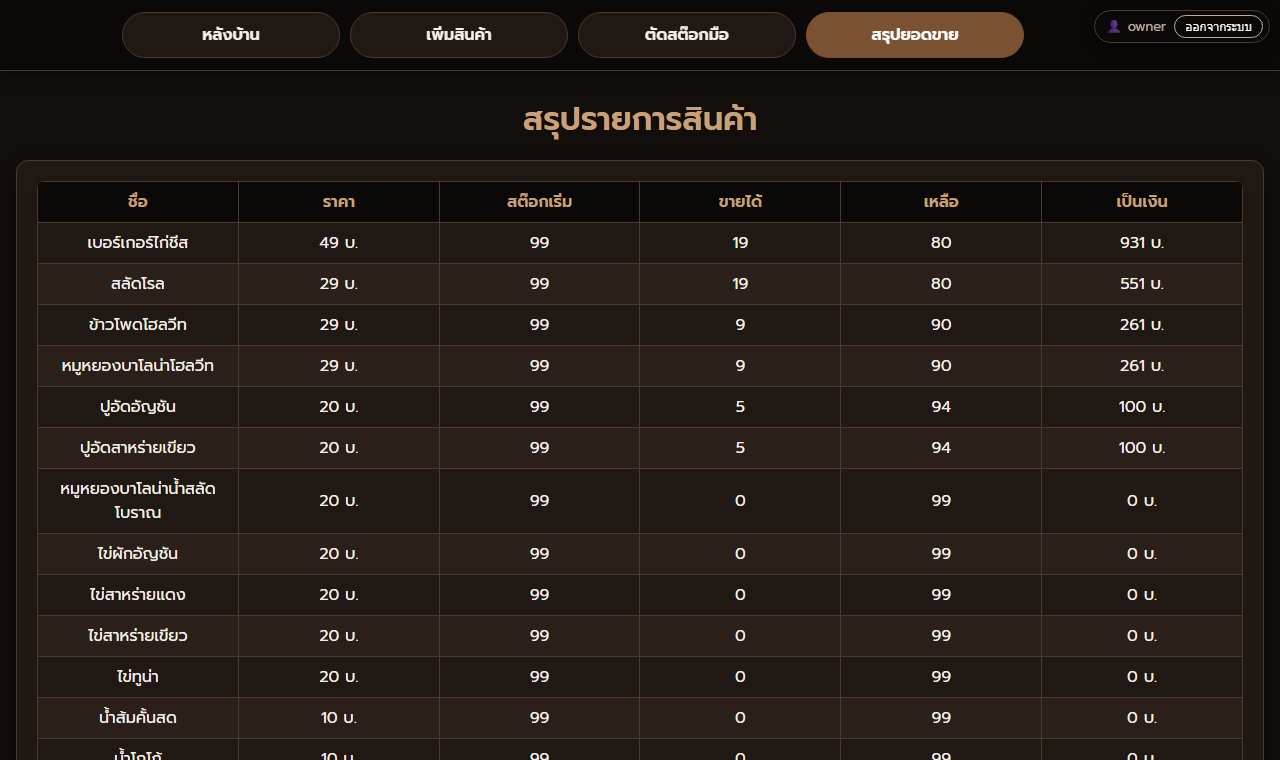 หลังบ้าน เพิ่มสินค้า ตัดสต๊อกมือ สรุปยอดขาย owner ออกจากระบบ
สรุปรายการสินค้า
ชื่อ ราคา สต๊อกเริ่ม ขายได้ เหลือ เป็นเงิน
เบอร์เกอร์ไก่ชีส 49 บ. 99 19 80 931 บ.
สลัดโรล 29 บ. 99 19 80 551 บ.
ข้าวโพดโฮลวีท 29 บ. 99 9 90 261 บ.
หมูหยองบาโลน่าโฮลวีท 29 บ. 99 9 90 261 บ.
ปูอัดอัญชัน 20 บ. 99 5 94 100 บ.
ปูอัดสาหร่ายเขียว 20 บ. 99 5 94 100 บ.
หมูหยองบาโลน่าน้ำสลัด
โบราณ 20 บ. 99 0 99 0 บ.
ไข่ผักอัญชัน 20 บ. 99 0 99 0 บ.
ไข่สาหร่ายแดง 20 บ. 99 0 99 0 บ.
ไข่สาหร่ายเขียว 20 บ. 99 0 99 0 บ.
ไข่ทูน่า 20 บ. 99 0 99 0 บ.
น้ำส้มคั้นสด 10 บ. 99 0 99 0 บ.
น้ำโกโก้ 10 บ. 99 0 99 0 บ.